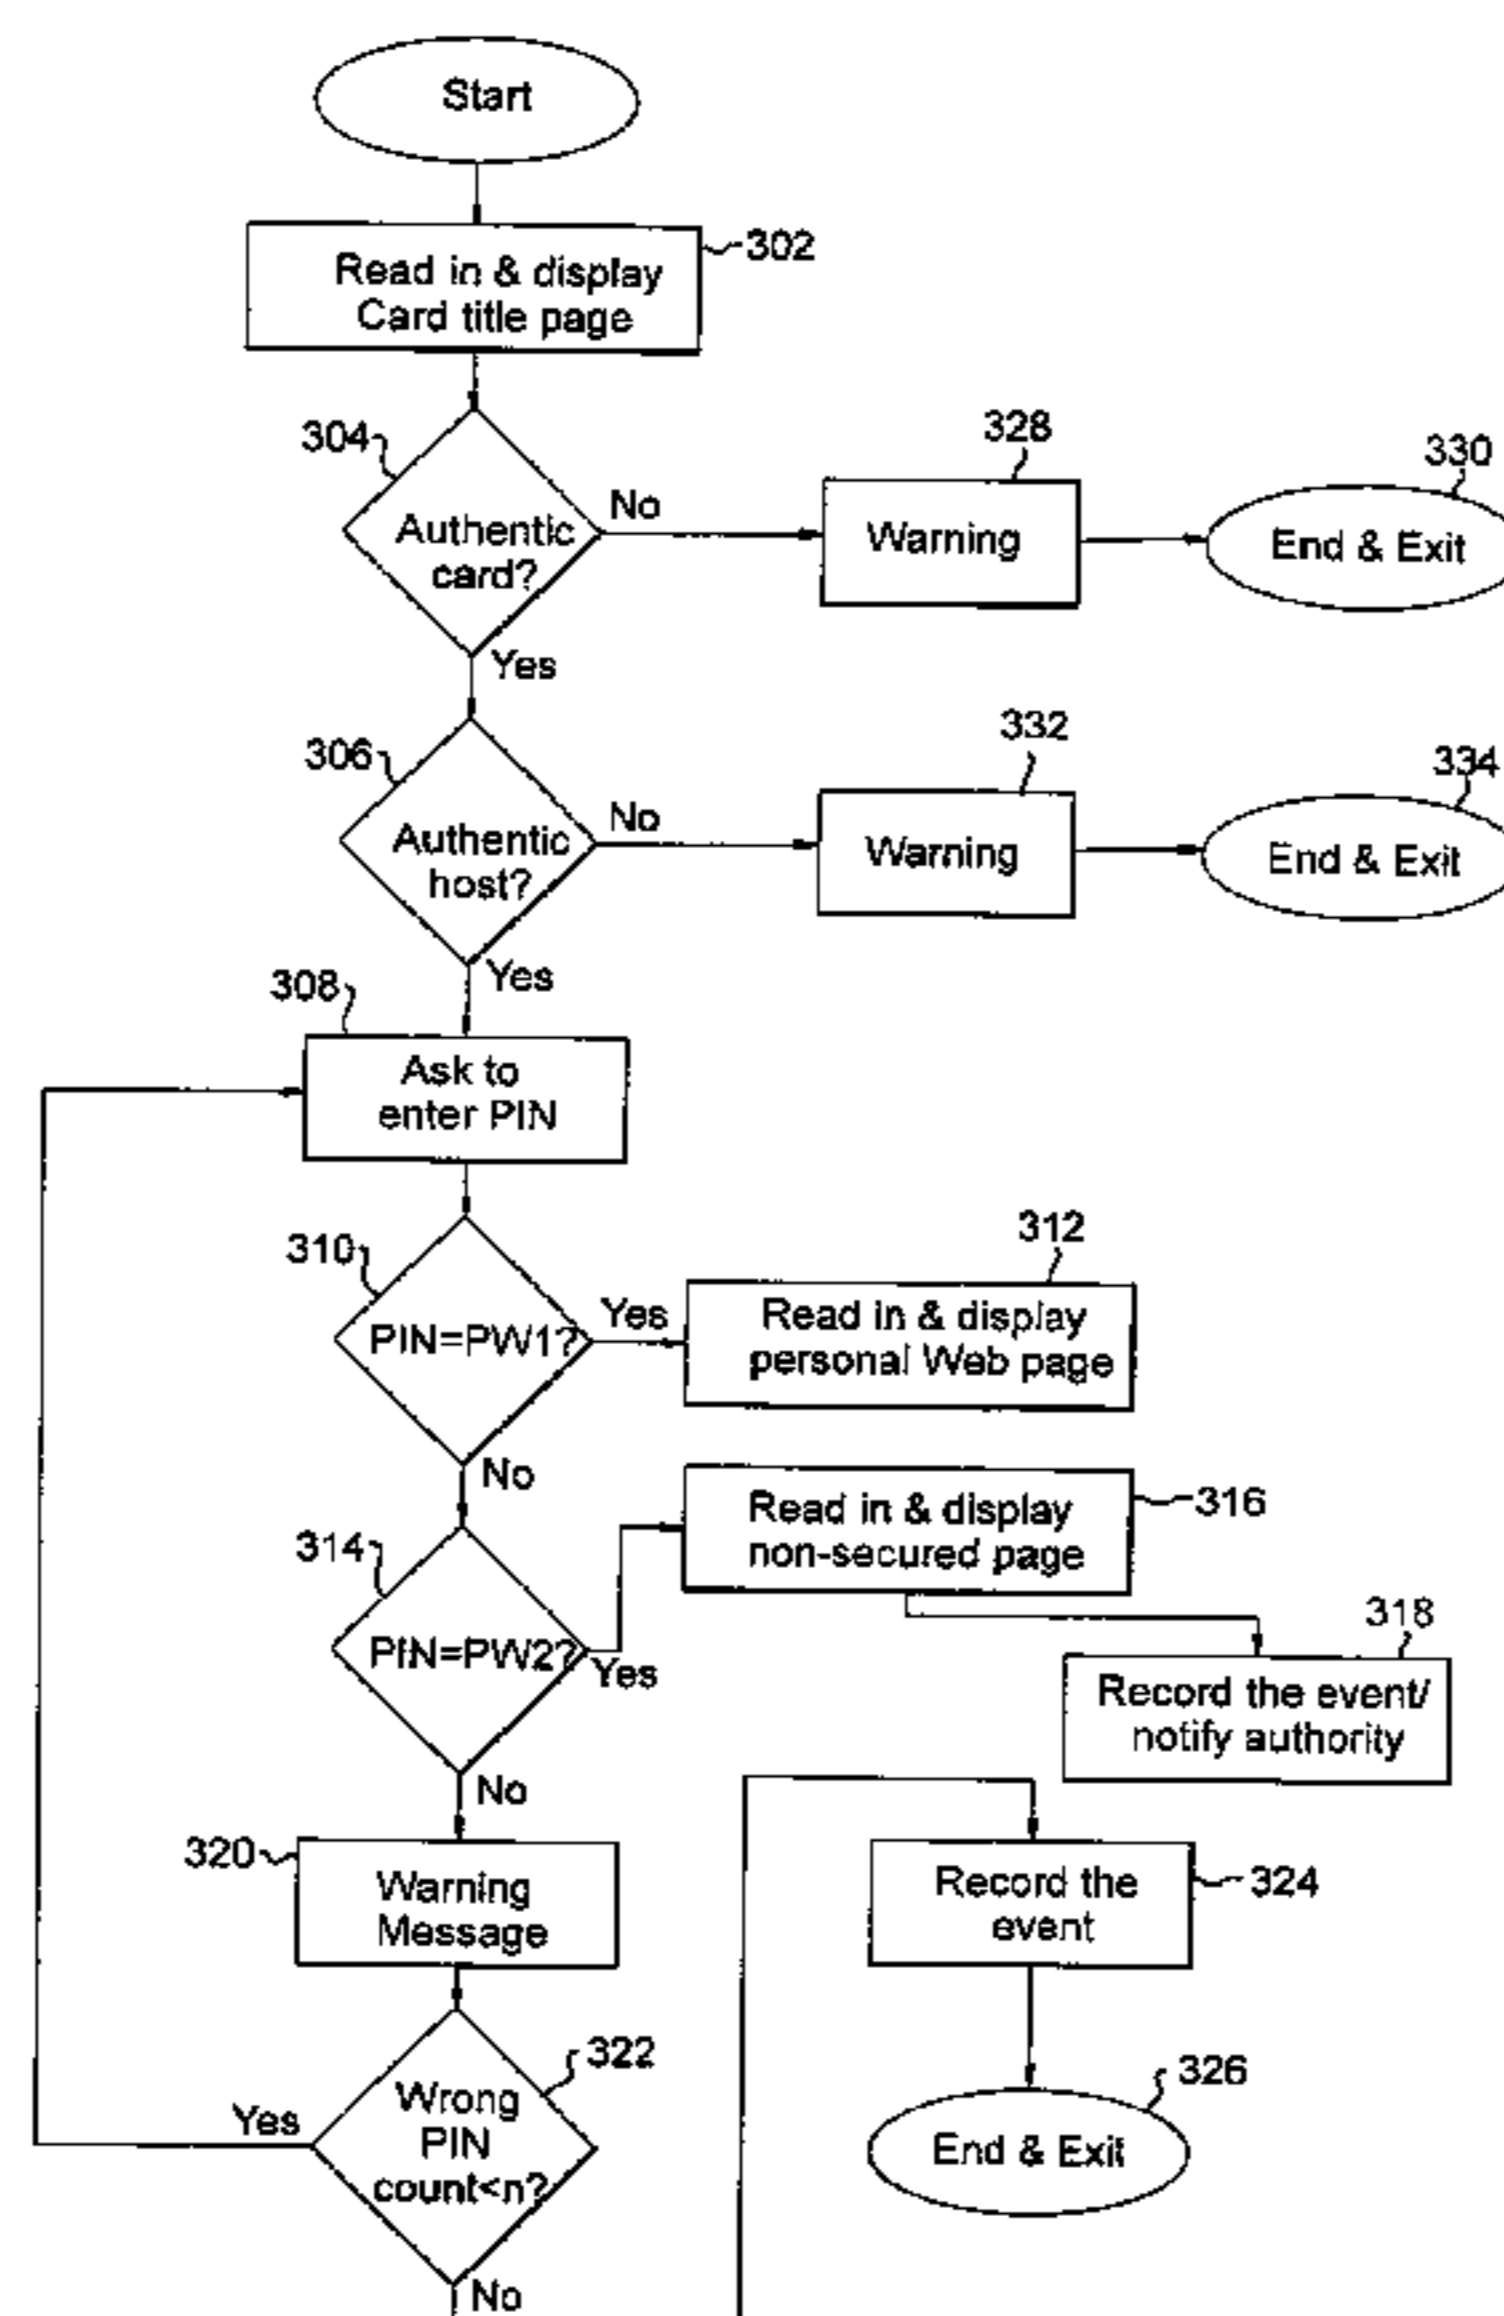 Start
302
Read in & display
Card title page
304
Authentic
card?
No
328
Warning
330
End & Exit
Yes
306
Authentic
host?
No
332
Warning
334
End & Exit
Yes
308
Ask to
enter PIN
310
PIN=PW1?
Yes
312
Read in & display
personal Web page
No
314
PIN=PW2?
Yes
Read in & display
non-secured page
316
318
Record the event/
notify authority
No
320
Warning
Message
Record the
event
324
322
Wrong
PIN
count<n?
Yes
326
End & Exit
No